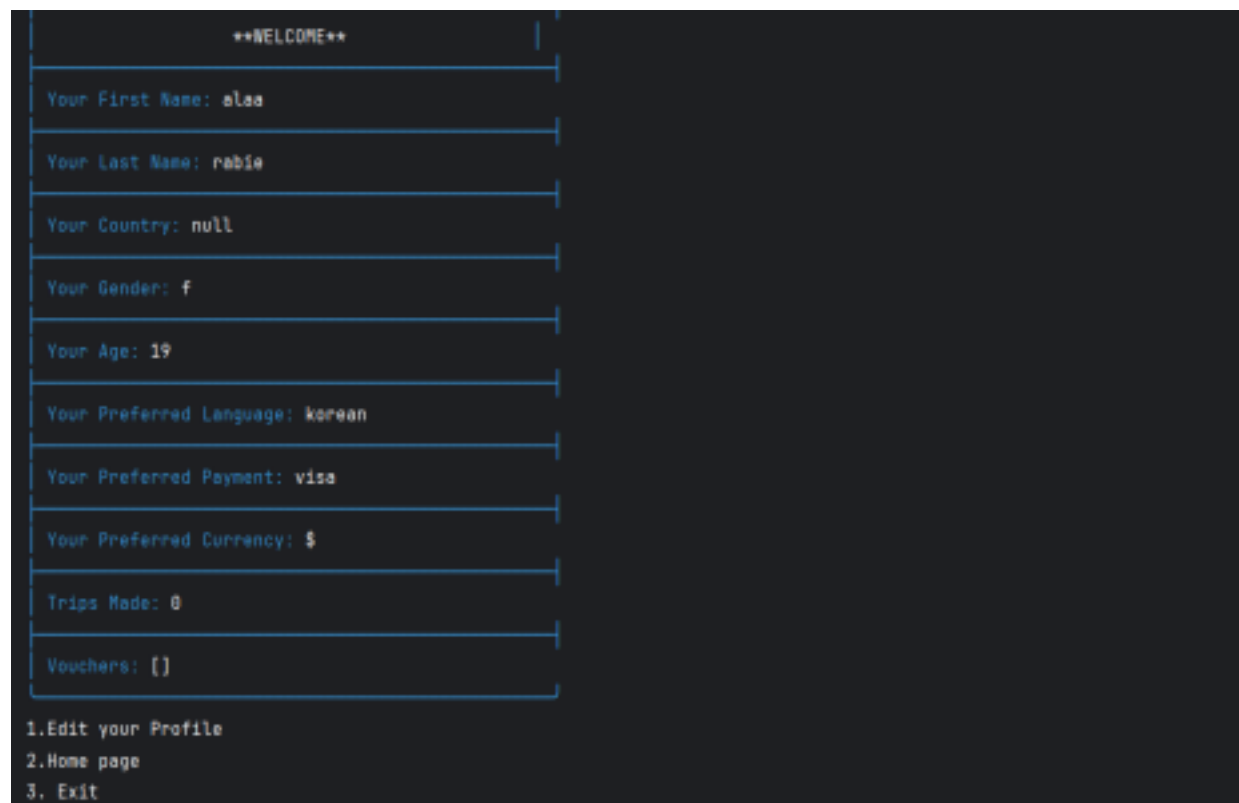 **WELCOME**
Your First Name: alaa
Your Last Name: rabie
Your Country: null
Your Gender: f
Your Age: 19
Your Preferred Language: korean
Your Preferred Payment: visa
Your Preferred Currency: $
Trips Made: 0
Vouchers: []
1.Edit your Profile
2.Home page
3. Exit